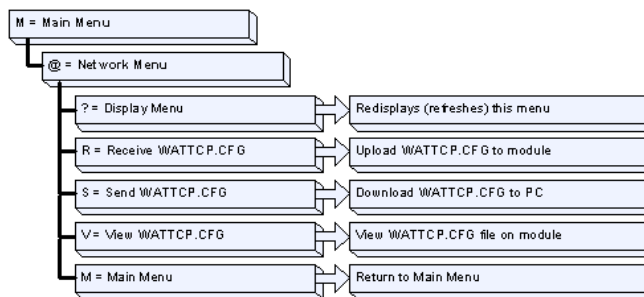 M = Main Menu
@ = Network Menu
? = Display Menu
Redisplays (refreshes) this menu
R = Receive WATTCP.CFG
Upload WATTCP.CFG to module
S = Send WATTCP.CFG
Download WATTCP.CFG to PC
V= View WATTCP.CFG
View WATTCP.CFG file on module
M = Main Menu
Return to Main Menu